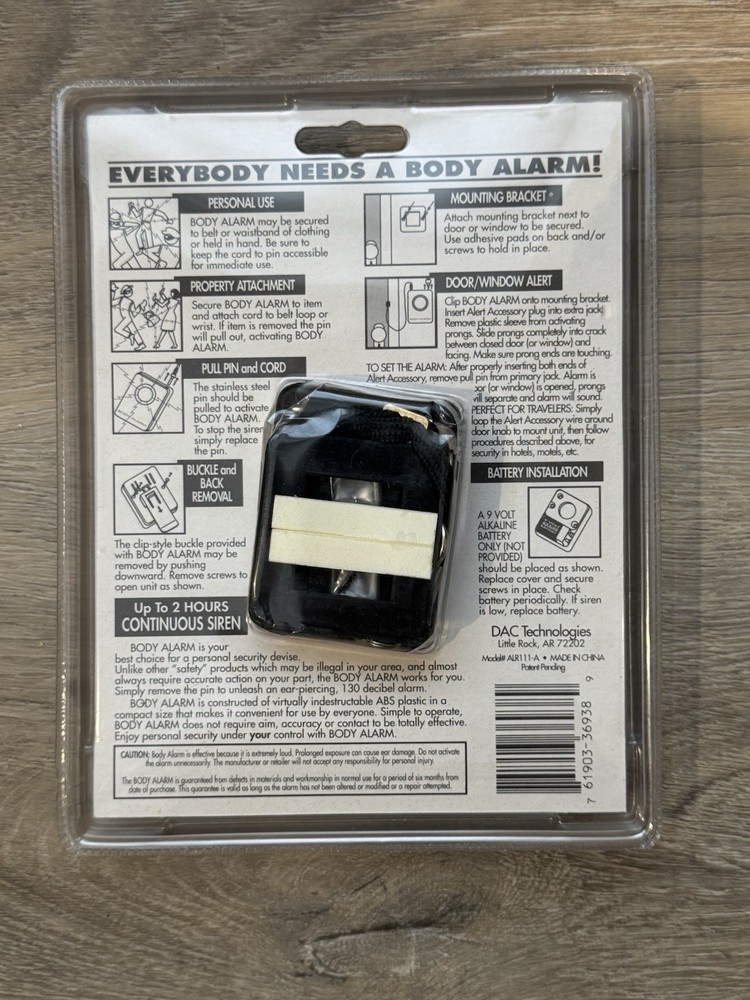 EVERYBODY NEEDS A BODY ALARM!
PERSONAL USE
BODY ALARM may be secured
to belt or waistband of clothing
or held in hand. Be sure to
keep the cord to pin accessible
for immediate use.
PROPERTY ATTACHMENT
Secure BODY ALARM to item
and attach cord to belt loop or
wrist. If item is removed the pin
will pull out, activating BODY
ALARM.
PULL PIN and CORD
The stainless steel
pin should be
pulled to activate
BODY ALARM.
To stop the siren
simply replace
the pin.
BUCKLE and
BACK
REMOVAL
The clip-style buckle provided
with BODY ALARM may be
removed by pushing
downward. Remove screws to
open unit as shown.
Up To 2 HOURS
CONTINUOUS SIREN
BODY ALARM is your
best choice for a personal security devise.
Unlike other "safety" products which may be illegal in your area, and almost
always require accurate action on your part, the BODY ALARM works for you.
Simply remove the pin to unleash an ear-piercing, 130 decibel alarm.
BODY ALARM is constructed of virtually indestructable ABS plastic in a
compact size that makes it convenient for use by everyone. Simple to operate,
BODY ALARM does not require aim, accuracy or contact to be totally effective.
Enjoy personal security under your control with BODY ALARM.
CAUTION: Body Alarm is effective because it is extremely loud. Prolonged exposure can cause ear damage. Do not activate
the alarm unnecessarily. The manufacturer or retailer will not accept any responsibility for personal injury.
The BODY ALARM is guaranteed from defects in materials and workmanship in normal use for a period of six months from
date of purchase. This guarantee is valid as long as the alarm has not been altered or modified or a repair attempted.
MOUNTING BRACKET
Attach mounting bracket next to
door or window to be secured.
Use adhesive pads on back and/or
screws to hold in place.
DOOR/WINDOW ALERT
Clip BODY ALARM onto mounting bracket.
Insert Alert Accessory plug into extra jack.
Remove plastic sleeve from activating
prongs. Slide prongs completely into crack
between closed door (or window) and
facing. Make sure prong ends are touching.
TO SET THE ALARM: After properly inserting both ends of
Alert Accessory, remove pull pin from primary jack. Alarm is
(or window) is opened, prongs
will separate and alarm will sound.
PERFECT FOR TRAVELERS: Simply
loop the Alert Accessory wire around
door knob to mount unit, then follow
procedures described above, for
security in hotels, motels, etc.
BATTERY INSTALLATION
A 9 VOLT
ALKALINE
BATTERY
ONLY (NOT
PROVIDED)
should be placed as shown.
Replace cover and secure
screws in place. Check
battery periodically. If siren
is low, replace battery.
DAC Technologies
Little Rock, AR 72202
Model# ALR111-A • MADE IN CHINA
Patent Pending
7 61903-36938 9